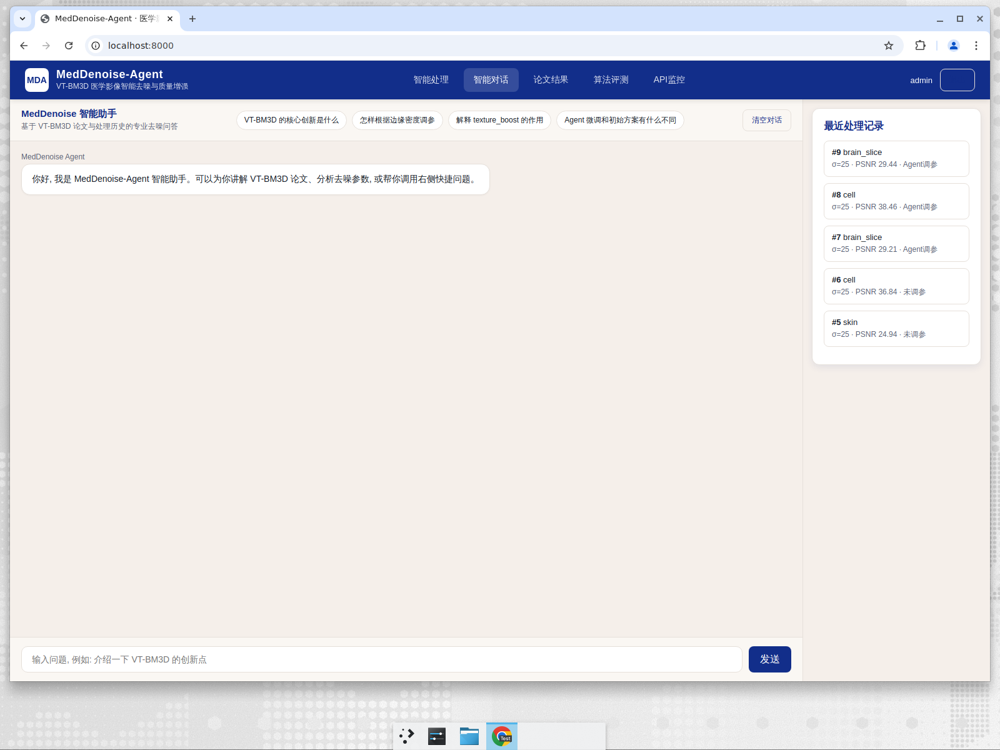 MedDenoise-Agent · 医学
localhost:8000
MDA
MedDenoise-Agent
VT-BM3D 医学影像智能去噪与质量增强
智能处理
智能对话
论文结果
算法评测
API监控
admin
MedDenoise 智能助手
基于 VT-BM3D 论文与处理历史的专业去噪问答
VT-BM3D 的核心创新是什么
怎样根据边缘密度调参
解释 texture_boost 的作用
Agent 微调和初始方案有什么不同
清空对话
MedDenoise Agent
你好, 我是 MedDenoise-Agent 智能助手。可以为你讲解 VT-BM3D 论文、分析去噪参数, 或帮你调用右侧快捷问题。
最近处理记录
#9 brain_slice
σ=25 · PSNR 29.44 · Agent调参
#8 cell
σ=25 · PSNR 38.46 · Agent调参
#7 brain_slice
σ=25 · PSNR 29.21 · Agent调参
#6 cell
σ=25 · PSNR 36.84 · 未调参
#5 skin
σ=25 · PSNR 24.94 · 未调参
输入问题, 例如: 介绍一下 VT-BM3D 的创新点
发送
Test